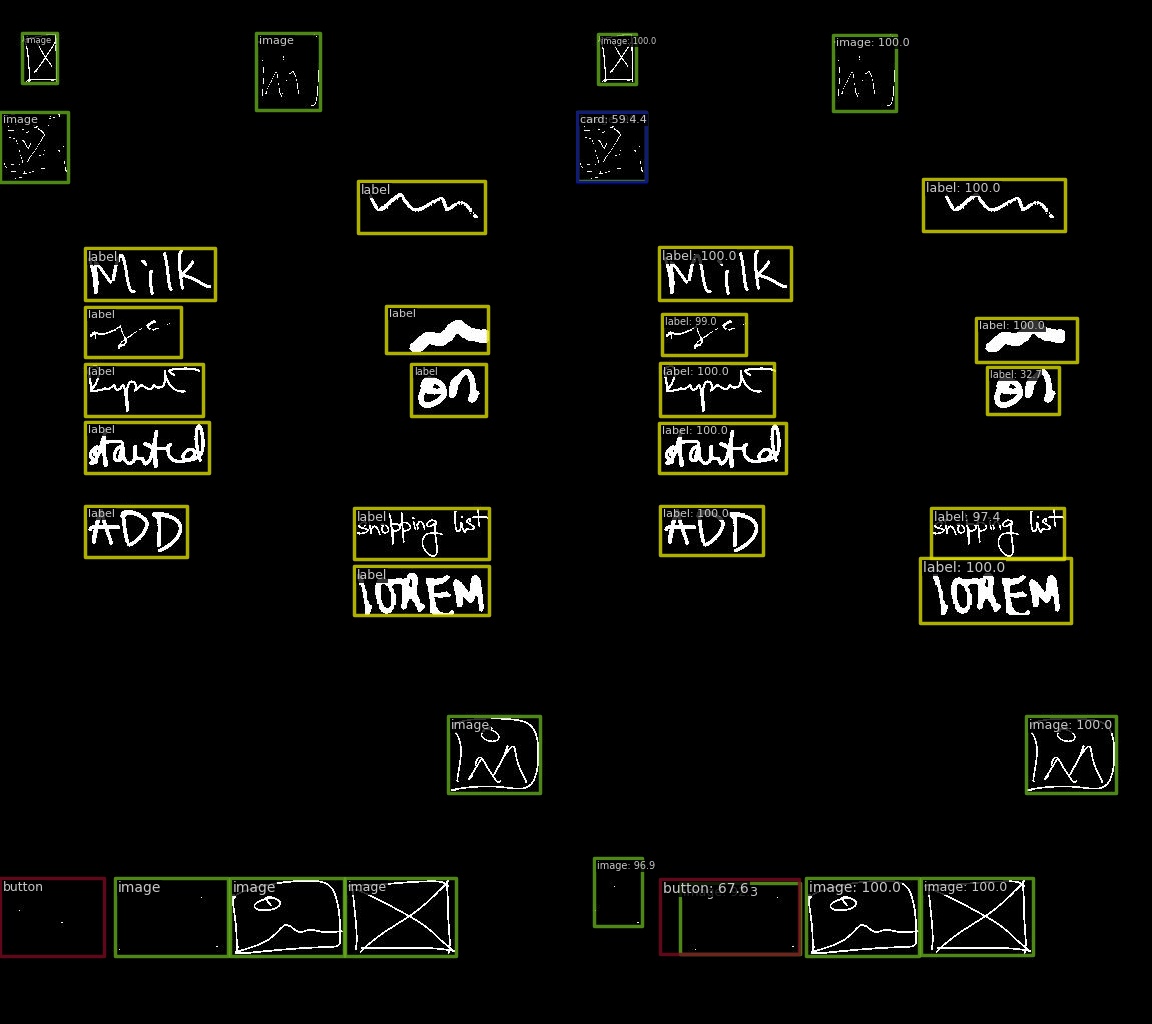 image image image: 100.0 image: 100.0
image card: 59.4.4
label label: 100.0
label label: 100.0
Milk Milk
label label label: 99.0 label: 100.0
label label label: 100.0 label: 32.7
on on
label label: 100.0
started started
label label label: 100.0 label: 97.4
ADD shopping list ADD shopping list
label label: 100.0
lOREM lOREM
image image: 100.0
image: 96.9
button image image image button: 67.6 3 image: 100.0 image: 100.0